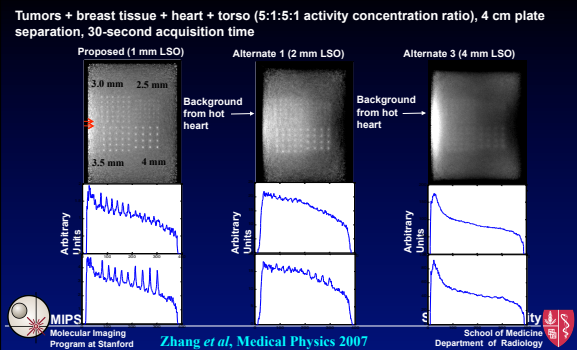 Tumors + breast tissue + heart + torso (5:1:5:1 activity concentration ratio), 4 cm plate
separation, 30-second acquisition time
Proposed (1 mm LSO)
Alternate 1 (2 mm LSO)
Alternate 3 (4 mm LSO)
3.0 mm
2.5 mm
Background
from hot
heart
Background
from hot
heart
3.5 mm
4 mm
Arbitrary
Units
Arbitrary
Units
100
200
300
MIPS
Molecular Imaging
Program at Stanford
Zhang et al, Medical Physics 2007
School of Medicine
Department of Radiology